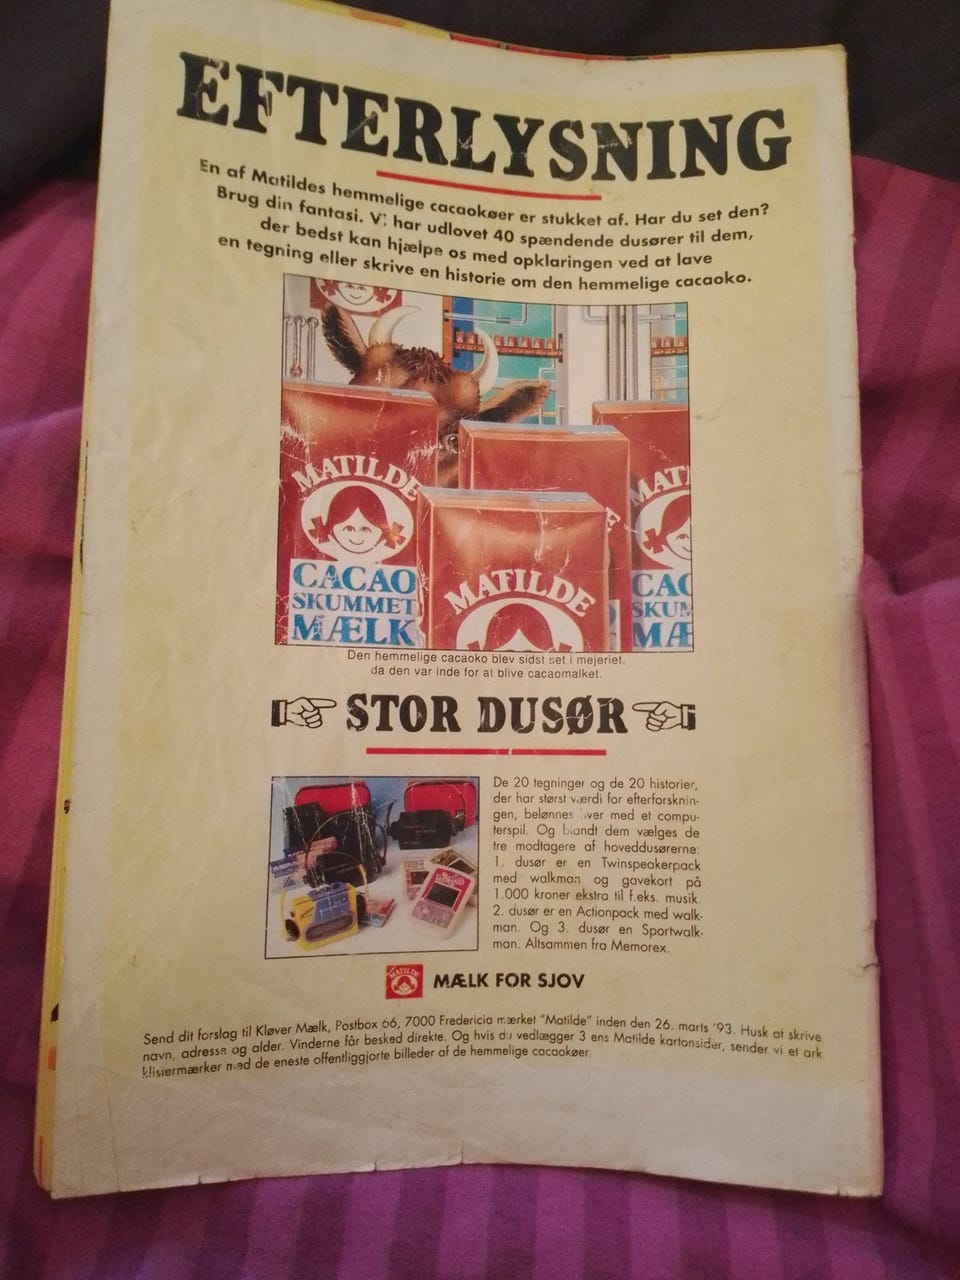 EFTERLYSNING
En af Matildes hemmelige cacaokøer er stukket af. Har du set den?
Brug din fantasi. Vi har udlovet 40 spændende dusører til dem,
der bedst kan hjælpe os med opklaringen ved at lave
en tegning eller skrive en historie om den hemmelige cacaoko.
MATILDE
CACAO
SKUMMET
MÆLK
MATILDE
MAT
CAC
SKUM
MÆ
Den hemmelige cacaoko blev sidst set i mejeriet,
da den var inde for at blive cacaomalket.
STOR DUSØR
De 20 tegninger og de 20 historier,
der har størst værdi for efterforsknin-
gen, belønnes hver med et compu-
terspil. Og blandt dem vælges de
tre modtagere af hoveddusørerne:
1. dusør er en Twinspeakerpack
med walkman og gavekort på
1.000 kroner ekstra til f.eks. musik.
2. dusør er en Actionpack med walk-
man. Og 3. dusør en Sportwalk-
man. Altsammen fra Memorex.
MATILDE
MÆLK FOR SJOV
Send dit forslag til Kløver Mælk, Postbox 66, 7000 Fredericia mærket "Matilde" inden den 26. marts '93. Husk at skrive
navn, adresse og alder. Vinderne får besked direkte. Og hvis du vedlægger 3 ens Matilde kartonsider, sender vi et ark
klistermærker med de eneste offentliggjorte billeder af de hemmelige cacaokøer.